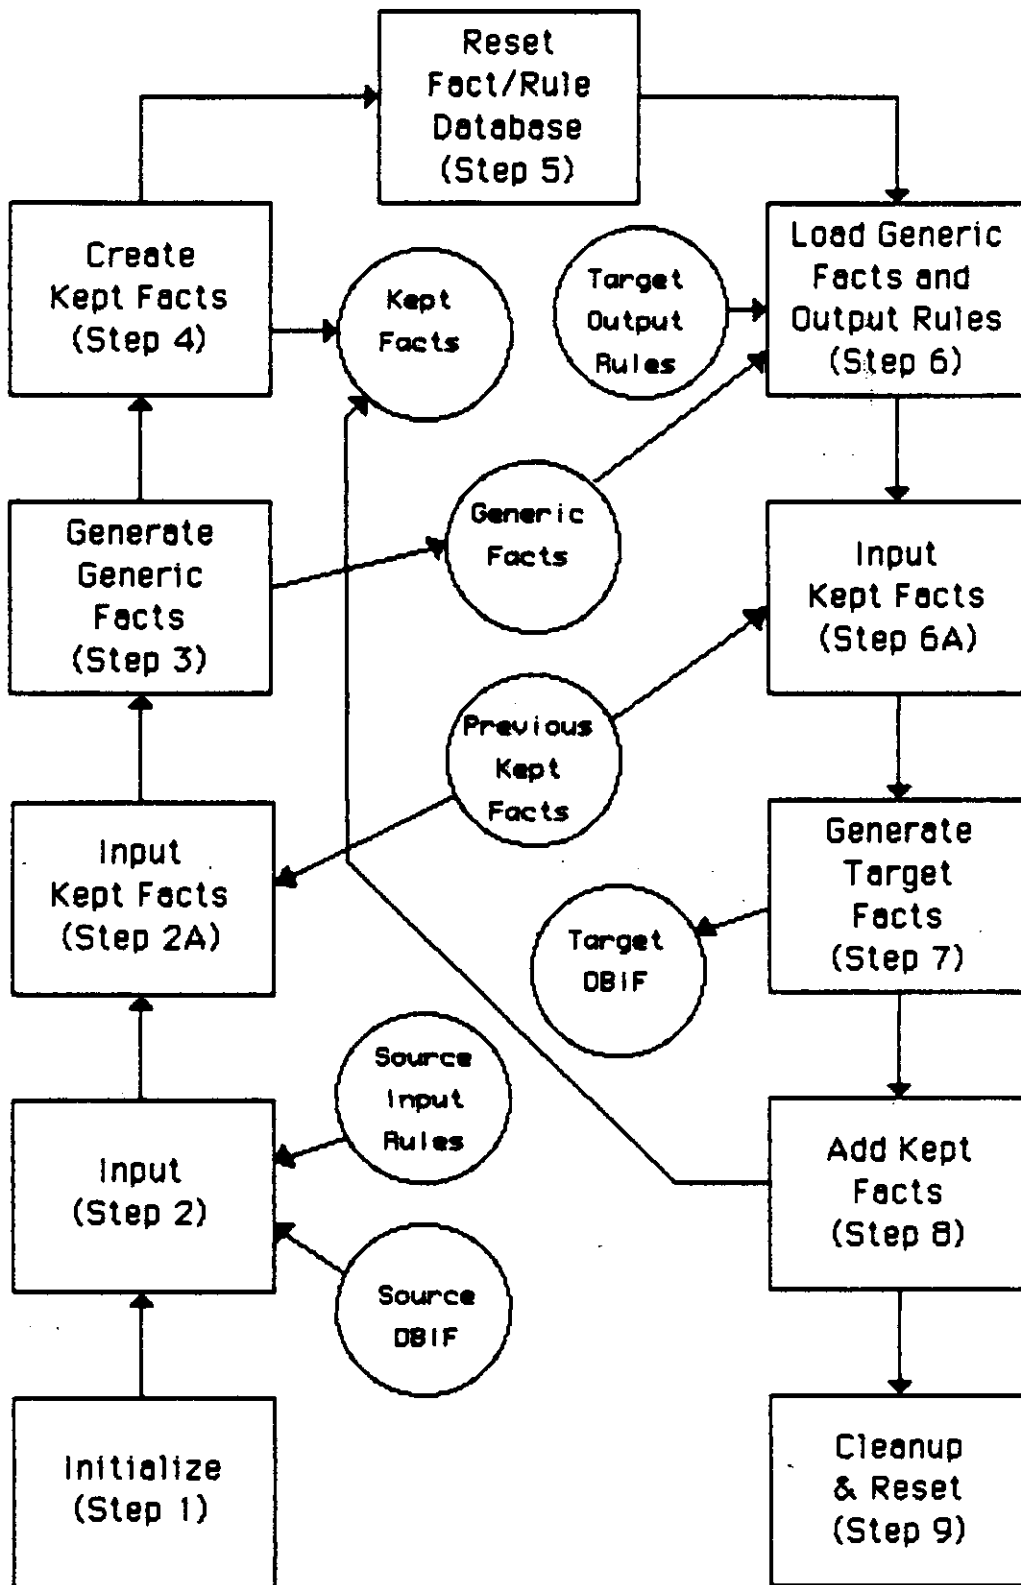 Reset
Fact/Rule
Database
(Step 5)
Create
Kept Facts
(Step 4)
Kept
Facts
Target
Output
Rules
Load Generic
Facts and
Output Rules
(Step 6)
Generate
Generic
Facts
(Step 3)
Generic
Facts
Input
Kept Facts
(Step 6A)
Previous
Kept
Facts
Input
Kept Facts
(Step 2A)
Generate
Target
Facts
(Step 7)
Target
DBIF
Source
Input
Rules
Input
(Step 2)
Add Kept
Facts
(Step 8)
Source
DBIF
Initialize
(Step 1)
Cleanup
& Reset
(Step 9)